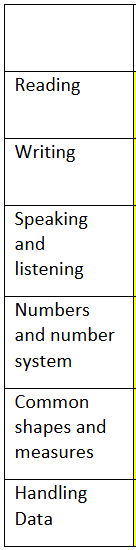 Reading
Writing
Speaking
and
listening
Numbers
and number
system
Common
shapes and
measures
Handling
Data